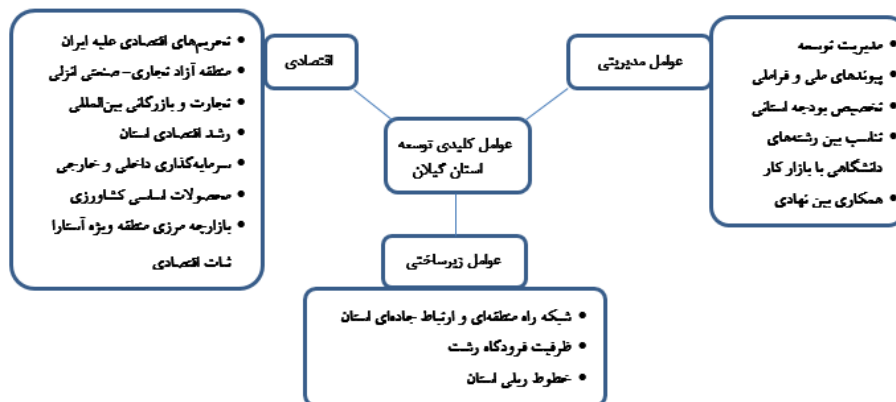 عوامل کلیدی توسعه
استان گیلان
عوامل مدیریتی
• مدیریت توسعه
• پیوندهای ملی و فراملی
• تخصیص بودجه استانی
• تناسب بین رشته‌های
دانشگاهی با بازار کار
• همکاری بین نهادی
اقتصادی
• تحریم‌های اقتصادی علیه ایران
• منطقه آزاد تجاری- صنعتی انزلی
• تجارت و بازرگانی بین‌المللی
• رشد اقتصادی استان
• سرمایه‌گذاری داخلی و خارجی
• محصولات اساسی کشاورزی
• بازارچه مرزی منطقه ویژه آستارا
ثبات اقتصادی
عوامل زیرساختی
• شبکه راه منطقه‌ای و ارتباط جاده‌ای استان
• ظرفیت فرودگاه رشت
• خطوط ریلی استان